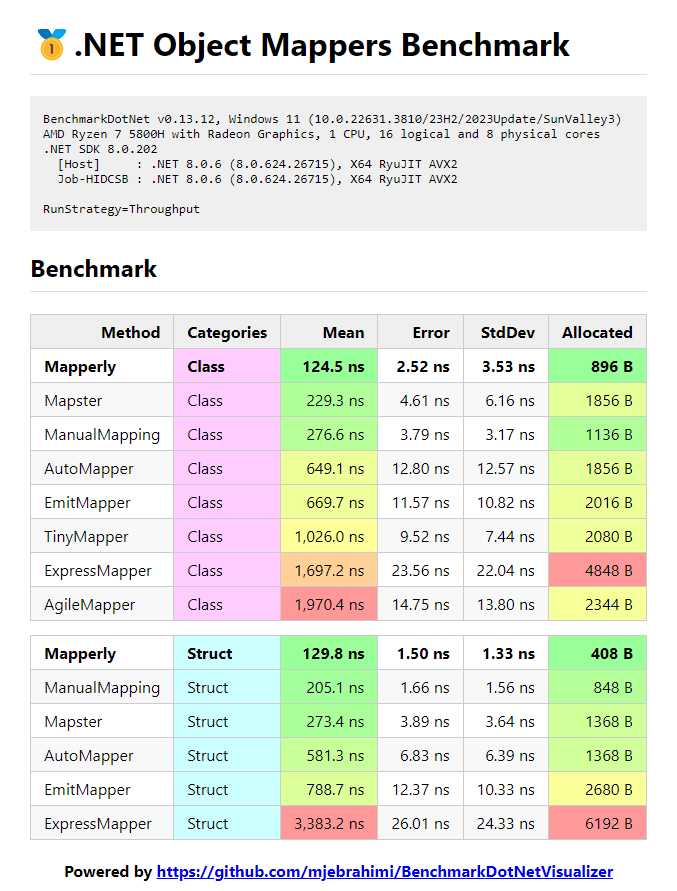 .NET Object Mappers Benchmark
BenchmarkDotNet v0.13.12, Windows 11 (10.0.22631.3810/23H2/2023Update/SunValley3)
AMD Ryzen 7 5800H with Radeon Graphics, 1 CPU, 16 logical and 8 physical cores
.NET SDK 8.0.202
[Host]     : .NET 8.0.6 (8.0.624.26715), X64 RyuJIT AVX2
Job-HIDCSB : .NET 8.0.6 (8.0.624.26715), X64 RyuJIT AVX2
RunStrategy=Throughput
Benchmark
Method Categories Mean Error StdDev Allocated
Mapperly Class 124.5 ns 2.52 ns 3.53 ns 896 B
Mapster Class 229.3 ns 4.61 ns 6.16 ns 1856 B
ManualMapping Class 276.6 ns 3.79 ns 3.17 ns 1136 B
AutoMapper Class 649.1 ns 12.80 ns 12.57 ns 1856 B
EmitMapper Class 669.7 ns 11.57 ns 10.82 ns 2016 B
TinyMapper Class 1,026.0 ns 9.52 ns 7.44 ns 2080 B
ExpressMapper Class 1,697.2 ns 23.56 ns 22.04 ns 4848 B
AgileMapper Class 1,970.4 ns 14.75 ns 13.80 ns 2344 B
Mapperly Struct 129.8 ns 1.50 ns 1.33 ns 408 B
ManualMapping Struct 205.1 ns 1.66 ns 1.56 ns 848 B
Mapster Struct 273.4 ns 3.89 ns 3.64 ns 1368 B
AutoMapper Struct 581.3 ns 6.83 ns 6.39 ns 1368 B
EmitMapper Struct 788.7 ns 12.37 ns 10.33 ns 2680 B
ExpressMapper Struct 3,383.2 ns 26.01 ns 24.33 ns 6192 B
Powered by https://github.com/mjebrahimi/BenchmarkDotNetVisualizer